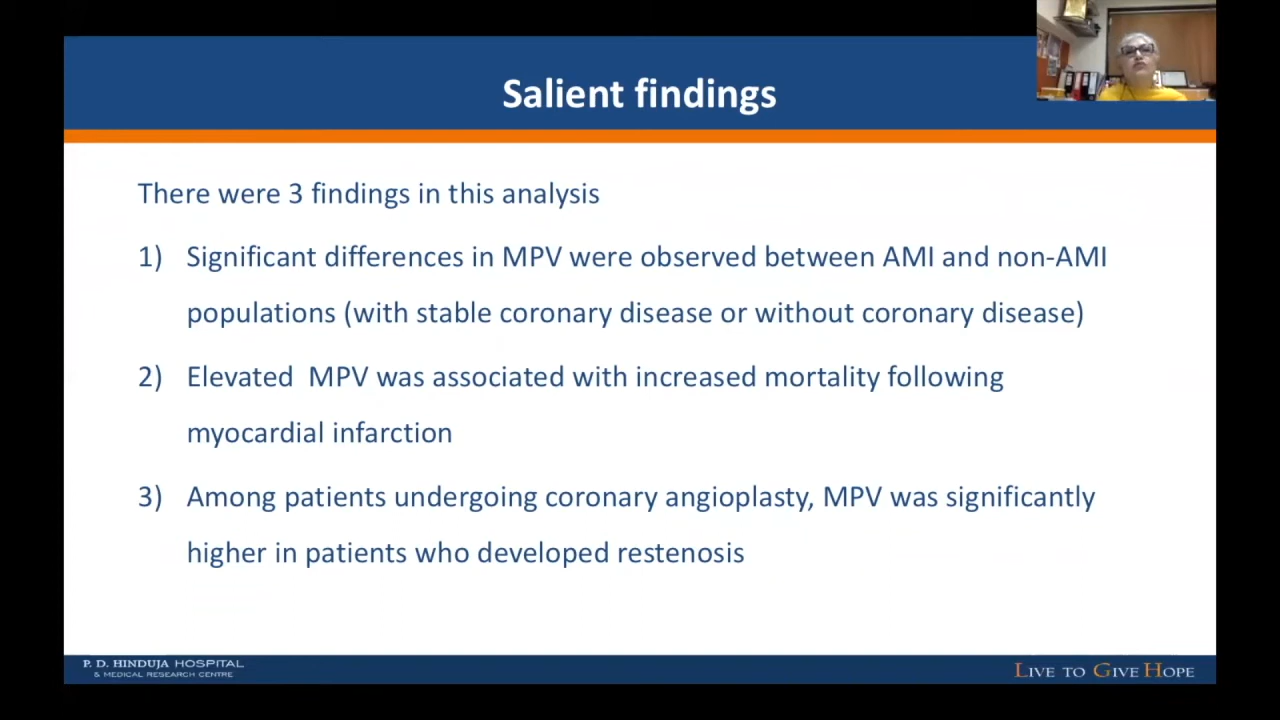 Salient findings
There were 3 findings in this analysis
1) Significant differences in MPV were observed between AMI and non-AMI
populations (with stable coronary disease or without coronary disease)
2) Elevated  MPV was associated with increased mortality following
myocardial infarction
3) Among patients undergoing coronary angioplasty, MPV was significantly
higher in patients who developed restenosis
P. D. HINDUJA HOSPITAL
& MEDICAL RESEARCH CENTRE
LIVE TO GIVE HOPE